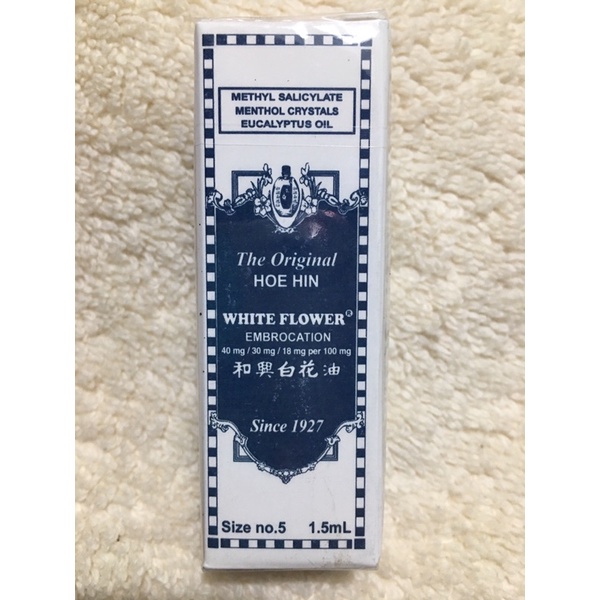 METHYL SALICYLATE
MENTHOL CRYSTALS
EUCALYPTUS OIL
The Original
HOE HIN
WHITE FLOWER®
EMBROCATION
40 mg / 30 mg / 18 mg per 100 mg
和興白花油
Since 1927
Size no.5 1.5mL